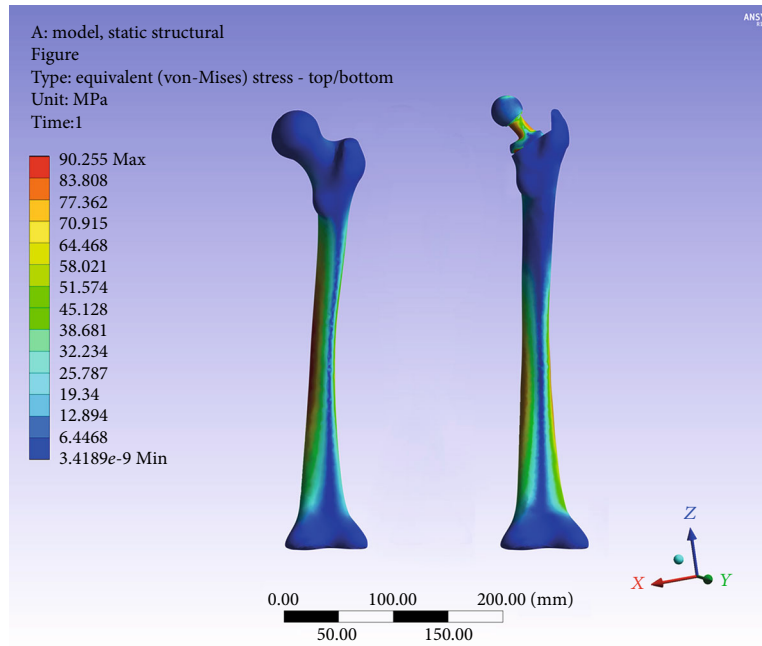 ANSY
A: model, static structural
Figure
Type: equivalent (von-Mises) stress - top/bottom
Unit: MPa
Time:1
90.255 Max
83.808
77.362
70.915
64.468
58.021
51.574
45.128
38.681
32.234
25.787
19.34
12.894
6.4468
3.4189e-9 Min
Z
X
Y
0.00 100.00 200.00 (mm)
50.00 150.00